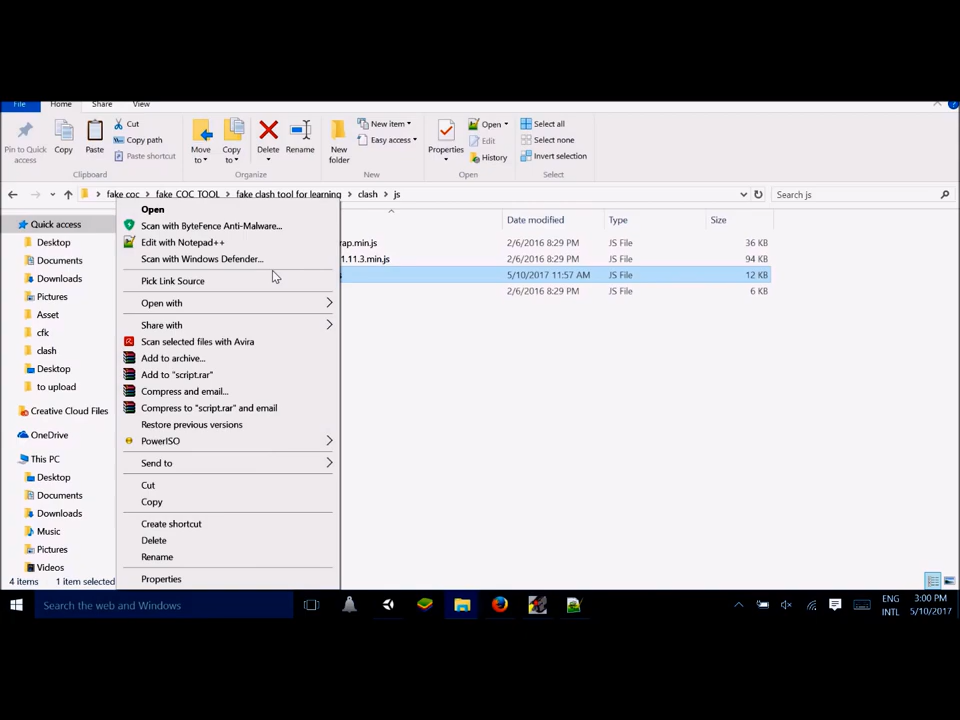 File Home Share View
Pin to Quick access
Copy
Paste
Cut
Copy path
Paste shortcut
Clipboard
Move to
Copy to
Delete
Rename
Organize
New folder
New item
Easy access
New
Properties
Open
Edit
History
Open
Select all
Select none
Invert selection
Select
fake coc fake COC TOOL fake clash tool for learning clash js
Search js
Date modified Type Size
rap.min.js 2/6/2016 8:29 PM JS File 36 KB
1.11.3.min.js 2/6/2016 8:29 PM JS File 94 KB
5/10/2017 11:57 AM JS File 12 KB
2/6/2016 8:29 PM JS File 6 KB
Quick access
Desktop
Documents
Downloads
Pictures
Asset
cfk
clash
Desktop
to upload
Creative Cloud Files
OneDrive
This PC
Desktop
Documents
Downloads
Music
Pictures
Videos
Open
Scan with ByteFence Anti-Malware...
Edit with Notepad++
Scan with Windows Defender...
Pick Link Source
Open with
Share with
Scan selected files with Avira
Add to archive...
Add to "script.rar"
Compress and email...
Compress to "script.rar" and email
Restore previous versions
PowerISO
Send to
Cut
Copy
Create shortcut
Delete
Rename
Properties
4 items 1 item selected
Search the web and Windows
ENG
INTL
3:00 PM
5/10/2017